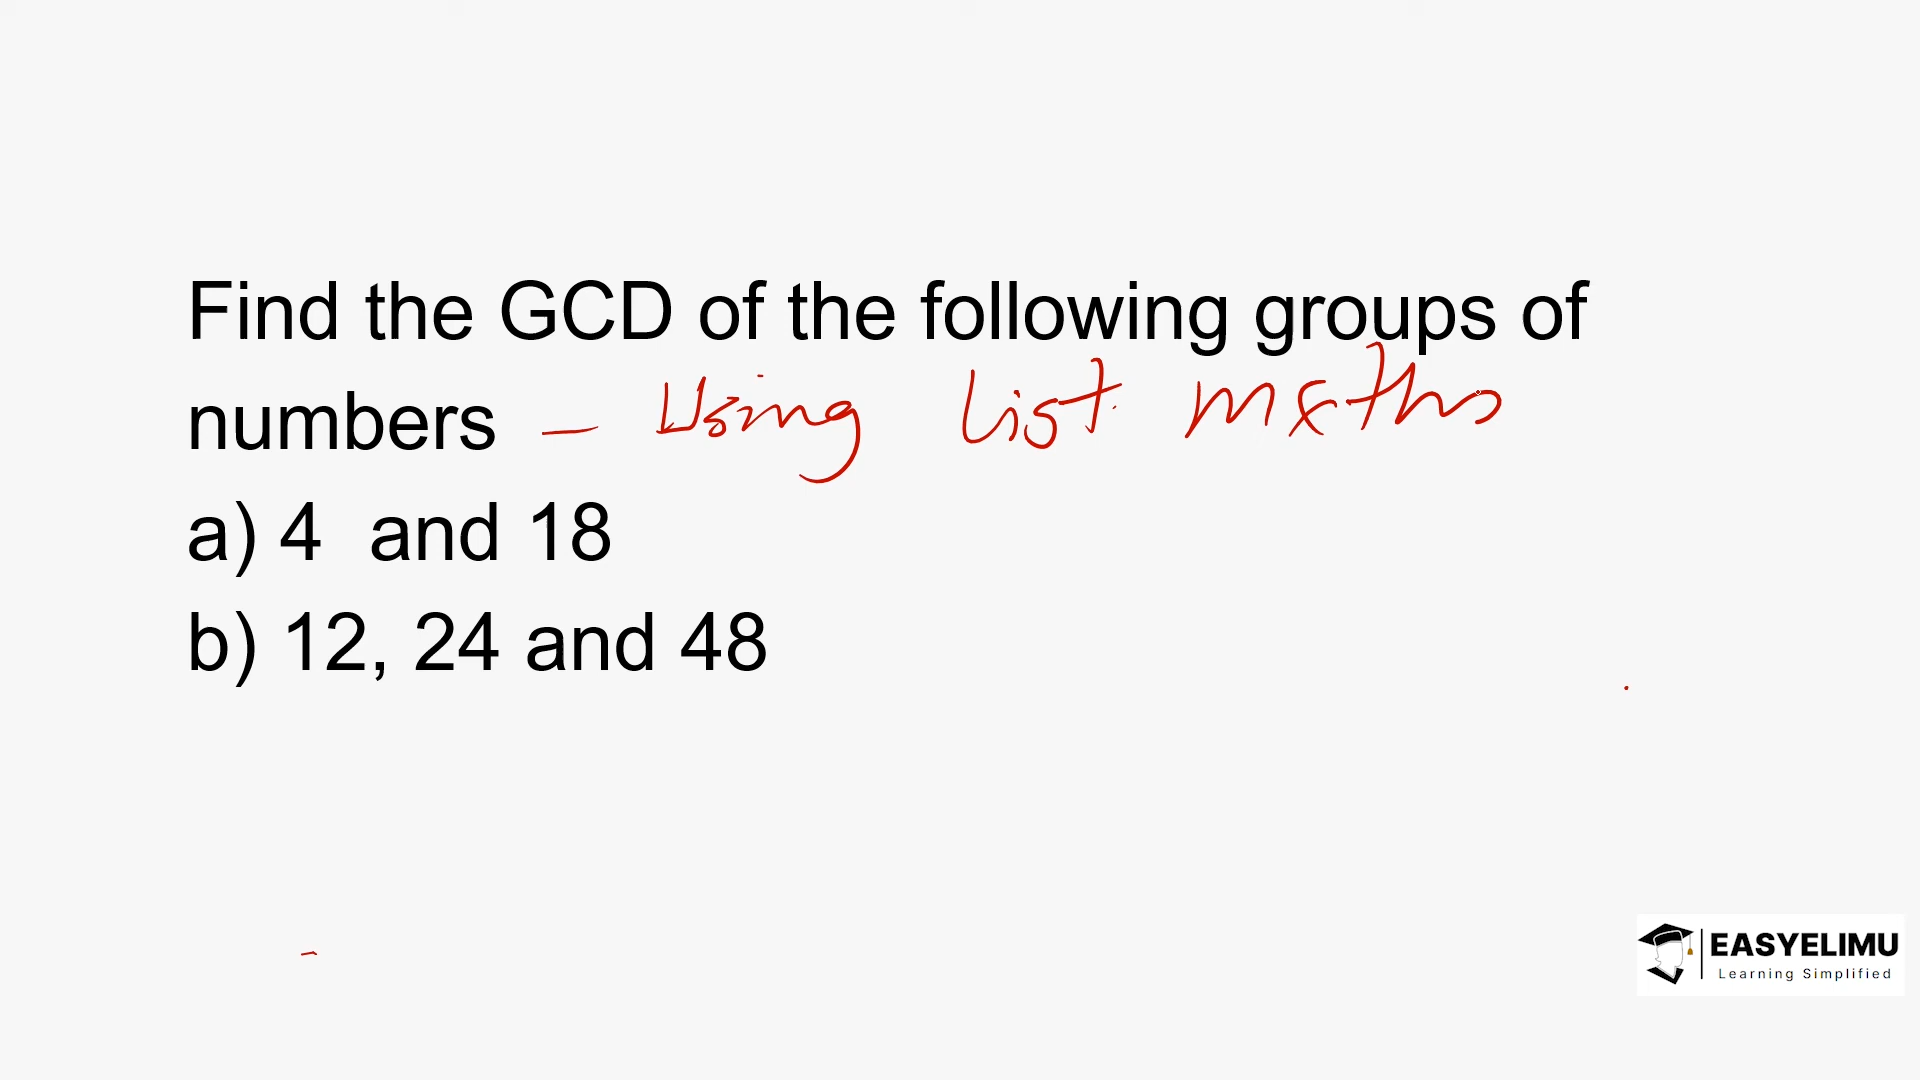 Find the GCD of the following groups of
numbers – Using List
a) 4 and 18
b) 12, 24 and 48
EASYELIMU
Learning Simplified